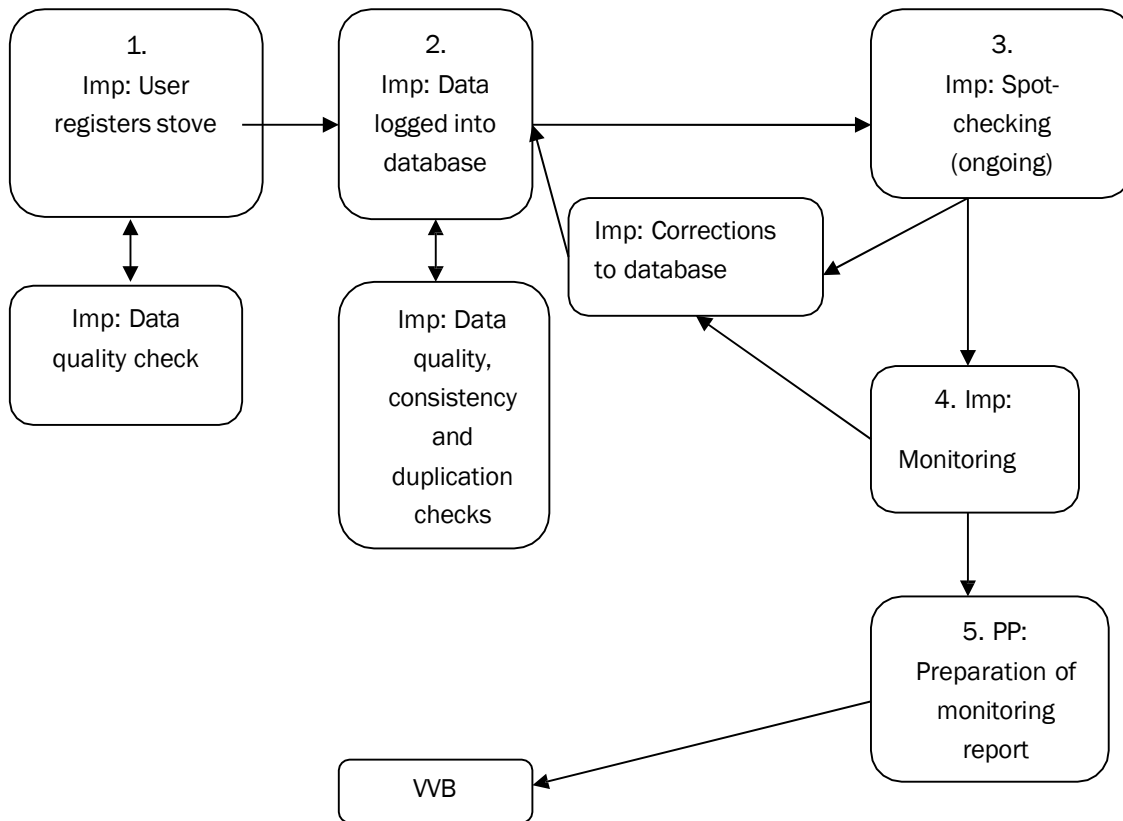 1.
Imp: User
registers stove
2.
Imp: Data
logged into
database
3.
Imp: Spot-
checking
(ongoing)
Imp: Corrections
to database
Imp: Data
quality check
Imp: Data
quality,
consistency
and
duplication
checks
4. Imp:
Monitoring
5. PP:
Preparation of
monitoring
report
VVB